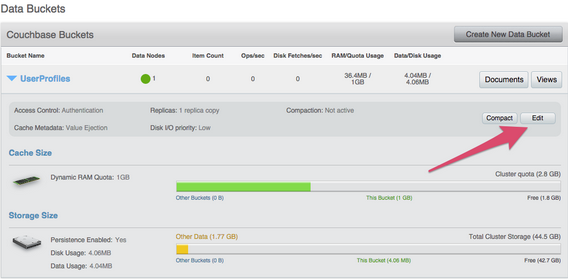 Data Buckets
Couchbase Buckets
Create New Data Bucket
Bucket Name Data Nodes Item Count Ops/sec Disk Fetches/sec RAM/Quota Usage Data/Disk Usage
UserProflies 1 0 0 0 36.4MB / 1GB 4.04MB / 4.06MB Documents Views
Access Control: Authentication Replicas: 1 replica copy Compaction: Not active Compact Edit
Cache Metadata: Value Ejection Disk I/O priority: Low
Cache Size
Dynamic RAM Quota: 1GB Cluster quota (2.8 GB)
Other Buckets (0 B) This Bucket (1 GB) Free (1.8 GB)
Storage Size
Persistence Enabled: Yes Other Data (1.77 GB) Total Cluster Storage (44.5 GB)
Disk Usage: 4.06MB
Data Usage: 4.04MB Other Buckets (0 B) This Bucket (4.06 MB) Free (42.7 GB)